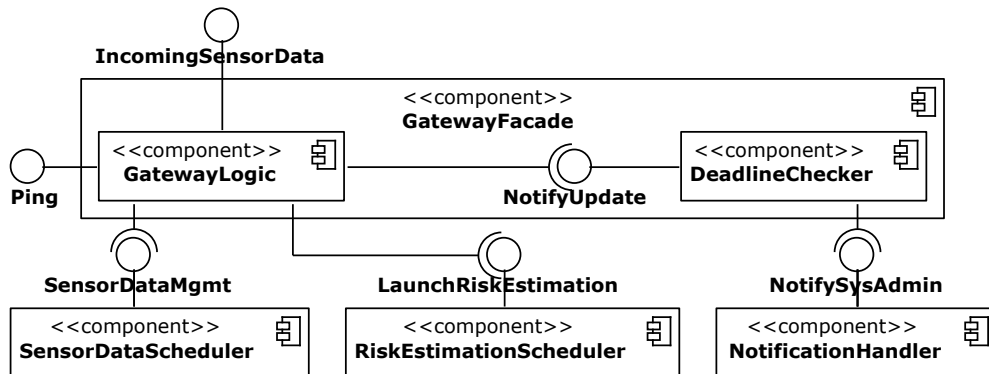 IncomingSensorData
<<component>>
GatewayFacade
<<component>>
GatewayLogic
<<component>>
DeadlineChecker
Ping
NotifyUpdate
SensorDataMgmt
LaunchRiskEstimation
NotifySysAdmin
<<component>>
SensorDataScheduler
<<component>>
RiskEstimationScheduler
<<component>>
NotificationHandler